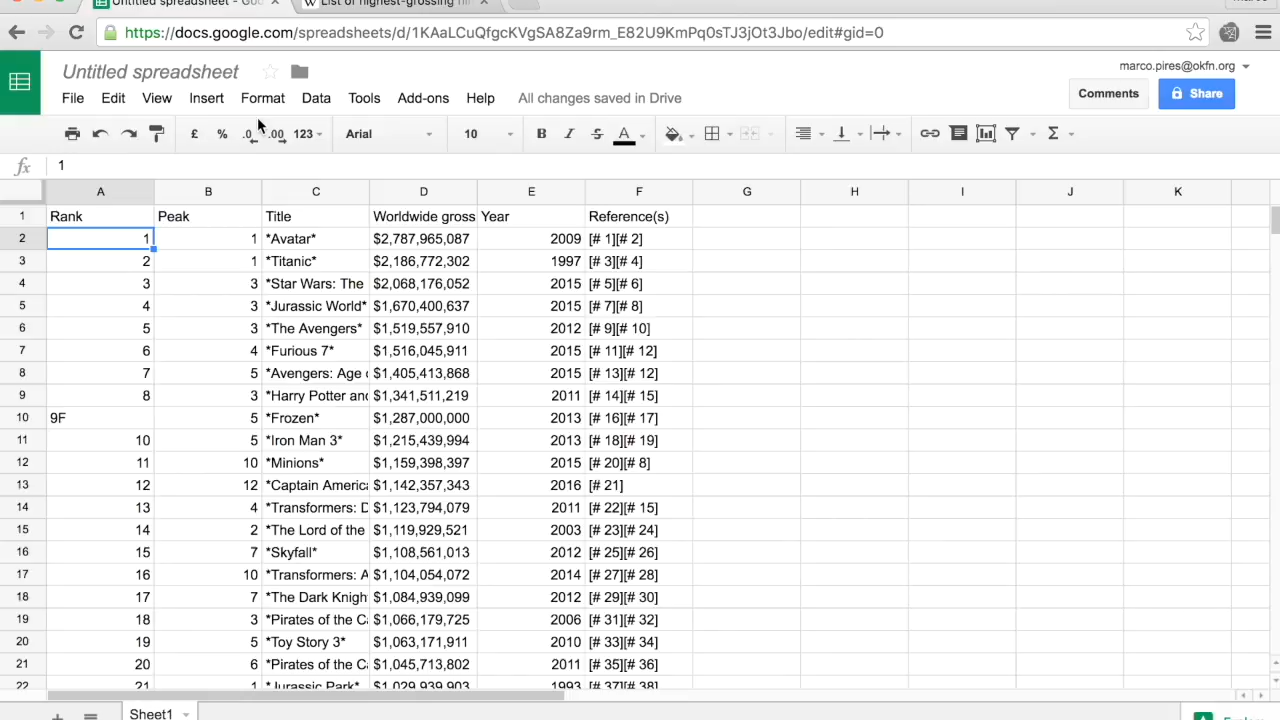 Untitled spreadsheet - Goo × List of highest-grossing ×
https://docs.google.com/spreadsheets/d/1KAaLCuQfgcKVgSA8Za9rm_E82U9KmPq0sTJ3jOt3Jbo/edit#gid=0
Untitled spreadsheet marco.pires@okfn.org
File Edit View Insert Format Data Tools Add-ons Help All changes saved in Drive Comments Share
£ % .0 .00 123 Arial 10 B I S A Σ
fx 1
A B C D E F G H I J K
1 Rank Peak Title Worldwide gross Year Reference(s)
2 1 1 *Avatar* $2,787,965,087 2009 [# 1][# 2]
3 2 1 *Titanic* $2,186,772,302 1997 [# 3][# 4]
4 3 3 *Star Wars: The $2,068,176,052 2015 [# 5][# 6]
5 4 3 *Jurassic World* $1,670,400,637 2015 [# 7][# 8]
6 5 3 *The Avengers* $1,519,557,910 2012 [# 9][# 10]
7 6 4 *Furious 7* $1,516,045,911 2015 [# 11][# 12]
8 7 5 *Avengers: Age $1,405,413,868 2015 [# 13][# 12]
9 8 3 *Harry Potter and $1,341,511,219 2011 [# 14][# 15]
10 9F 5 *Frozen* $1,287,000,000 2013 [# 16][# 17]
11 10 5 *Iron Man 3* $1,215,439,994 2013 [# 18][# 19]
12 11 10 *Minions* $1,159,398,397 2015 [# 20][# 8]
13 12 12 *Captain America $1,142,357,343 2016 [# 21]
14 13 4 *Transformers: D $1,123,794,079 2011 [# 22][# 15]
15 14 2 *The Lord of the $1,119,929,521 2003 [# 23][# 24]
16 15 7 *Skyfall* $1,108,561,013 2012 [# 25][# 26]
17 16 10 *Transformers: A $1,104,054,072 2014 [# 27][# 28]
18 17 7 *The Dark Knigh $1,084,939,099 2012 [# 29][# 30]
19 18 3 *Pirates of the C $1,066,179,725 2006 [# 31][# 32]
20 19 5 *Toy Story 3* $1,063,171,911 2010 [# 33][# 34]
21 20 6 *Pirates of the C $1,045,713,802 2011 [# 35][# 36]
22 21 1 *Jurassic Park* $1,029,939,903 1993 [# 37][# 38]
Sheet1